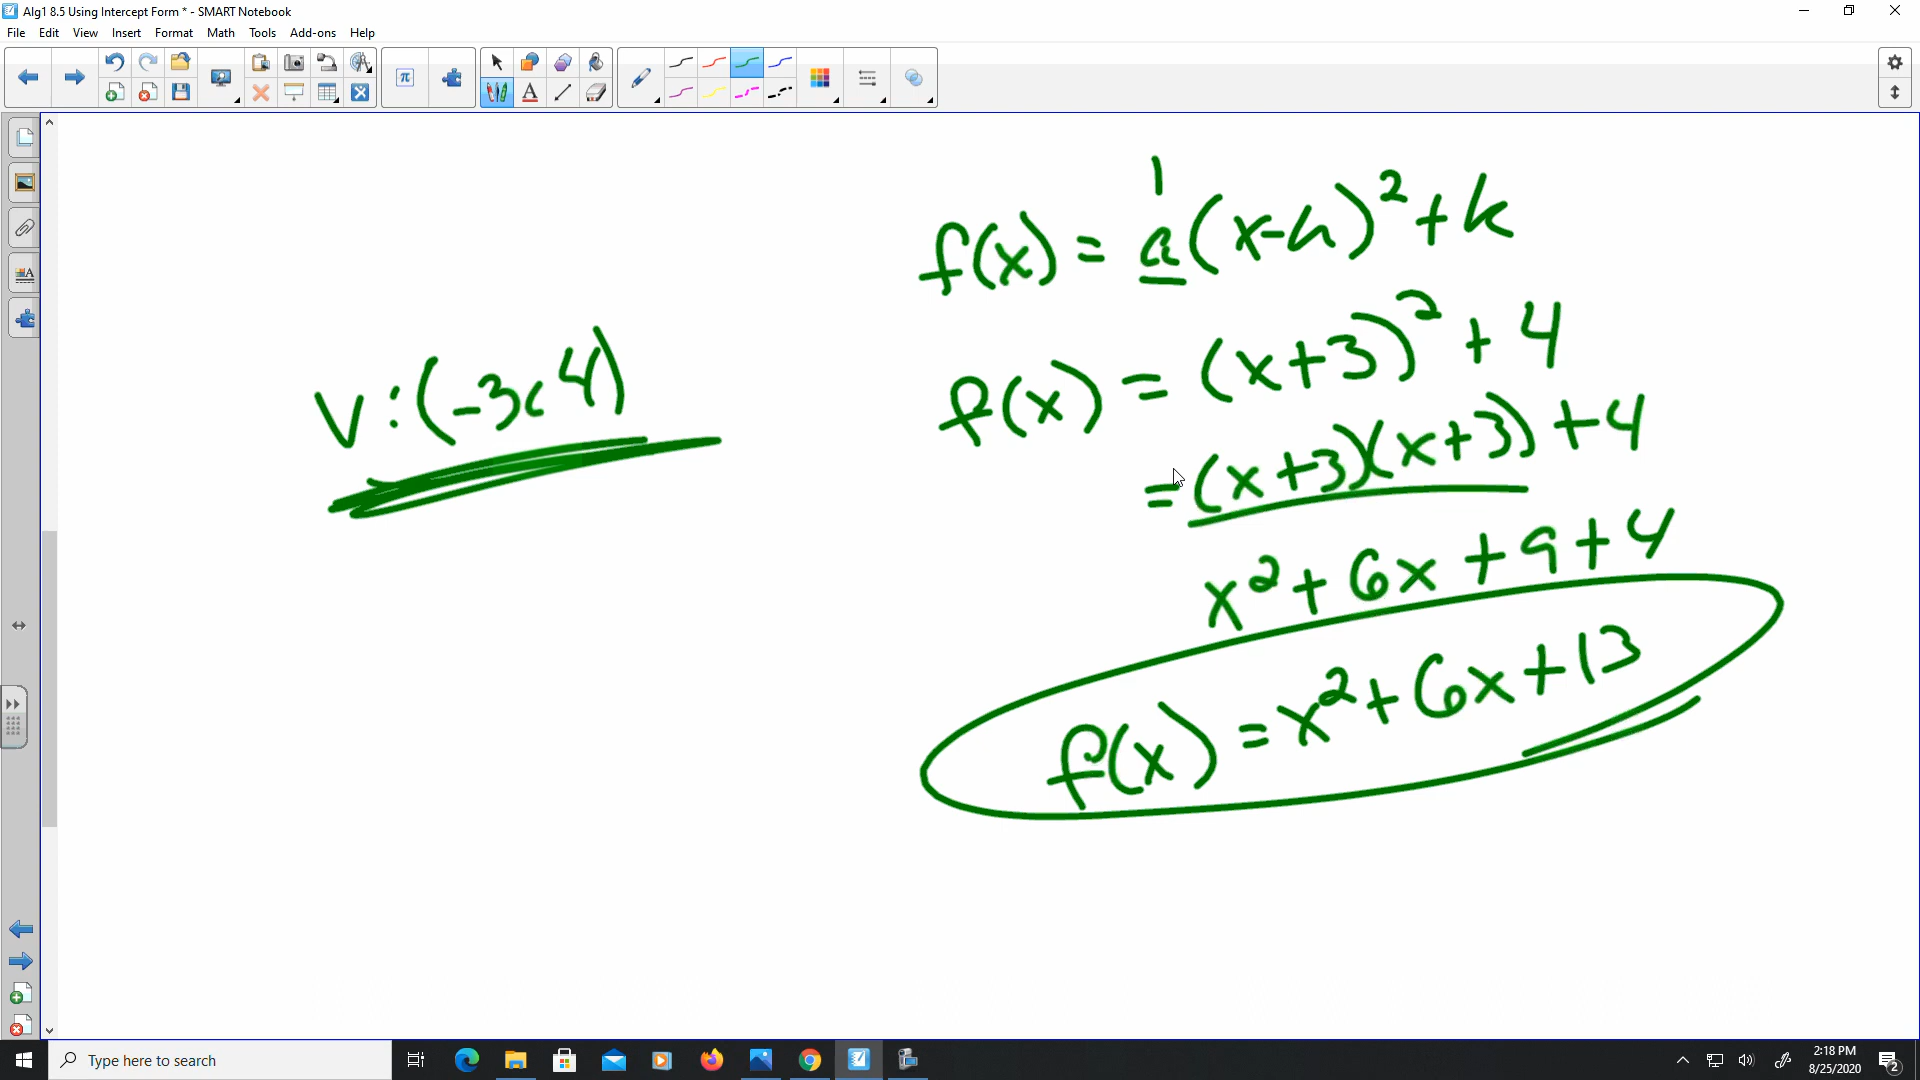 Alg1 8.5 Using Intercept Form * - SMART Notebook
File Edit View Insert Format Math Tools Add-ons Help
1
f(x) = a(x-h)² + k
V: (-3, 4)
f(x) = (x+3)² + 4
= (x+3)(x+3) + 4
x² + 6x + 9 + 4
f(x) = x² + 6x + 13
Type here to search
2:18 PM
8/25/2020
2